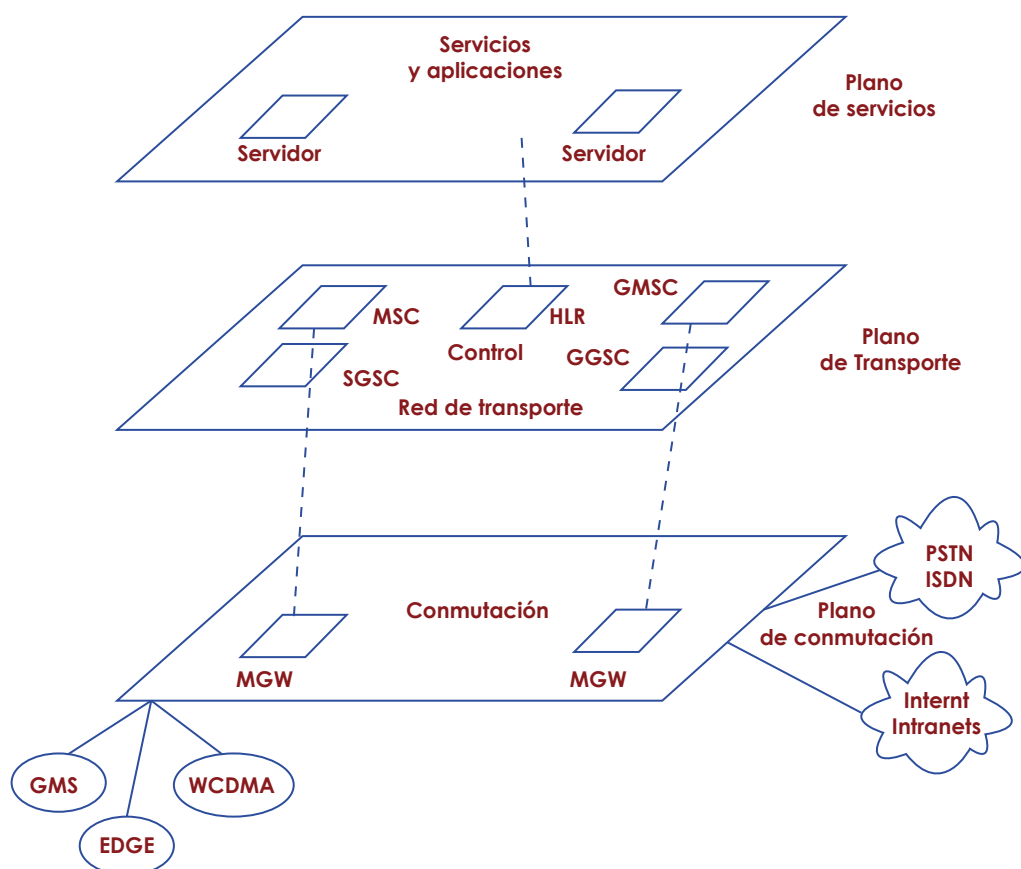 Servicios
y aplicaciones
Plano
de servicios
Servidor
Servidor
MSC
HLR
GMSC
Control
SGSC
GGSC
Plano
de Transporte
Red de transporte
PSTN
ISDN
Conmutación
Plano
de conmutación
MGW
MGW
Internt
Intranets
GMS
WCDMA
EDGE